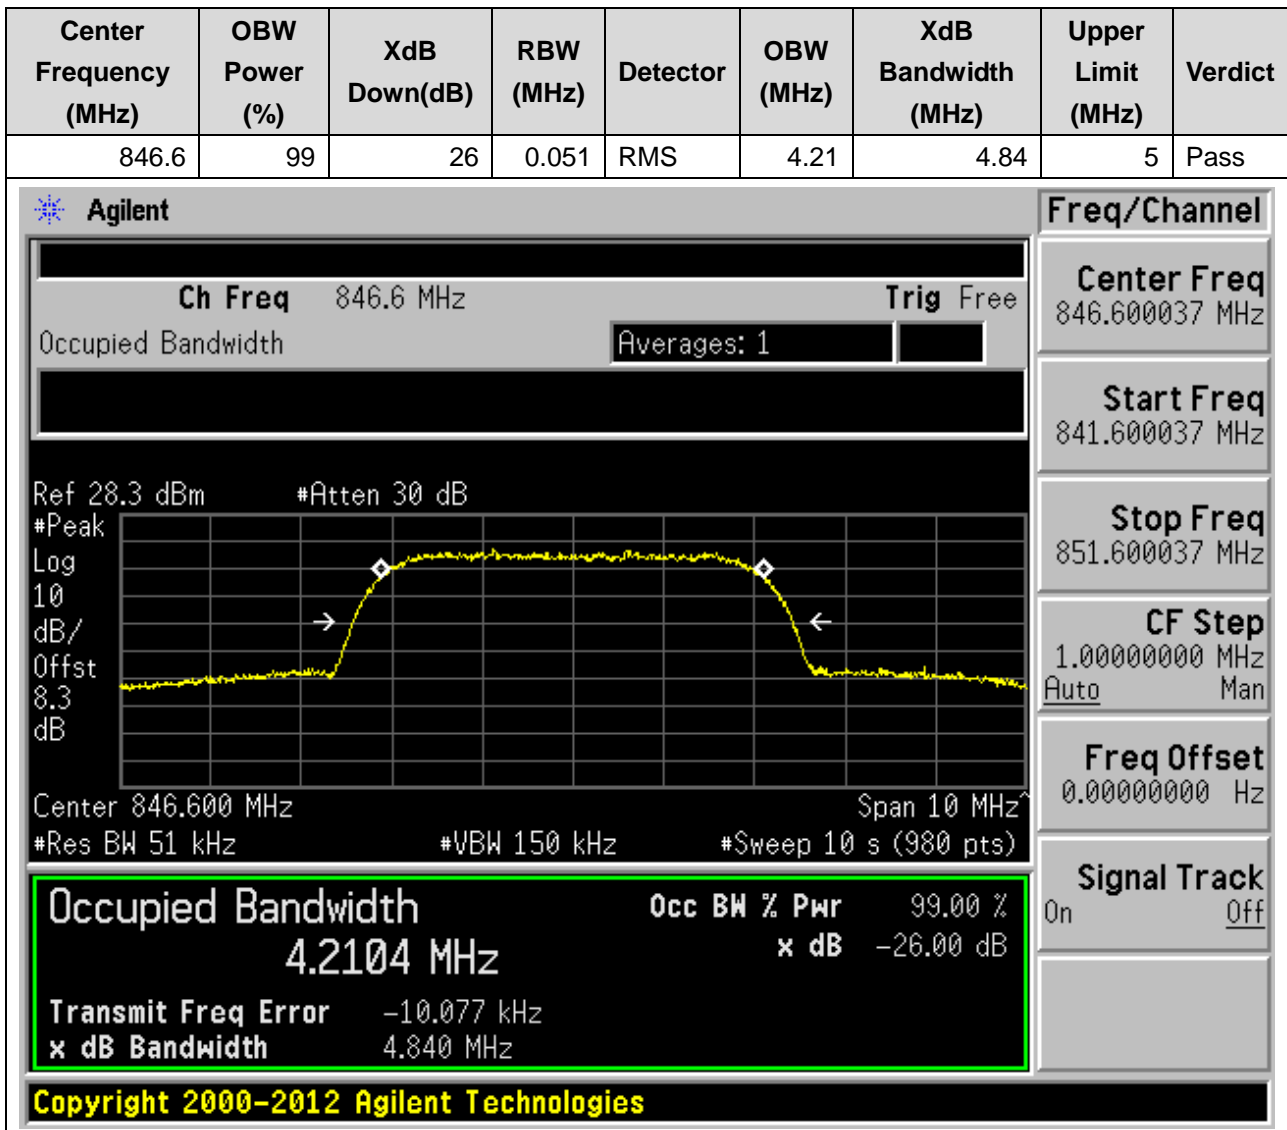 Center Frequency (MHz) OBW Power (%) XdB Down(dB) RBW (MHz) Detector OBW (MHz) XdB Bandwidth (MHz) Upper Limit (MHz) Verdict
846.6 99 26 0.051 RMS 4.21 4.84 5 Pass
Agilent
Freq/Channel
Ch Freq 846.6 MHz Trig Free
Occupied Bandwidth Averages: 1
Center Freq
846.600037 MHz
Start Freq
841.600037 MHz
Stop Freq
851.600037 MHz
CF Step
1.00000000 MHz
Auto Man
Freq Offset
0.00000000 Hz
Signal Track
On Off
Ref 28.3 dBm #Atten 30 dB
#Peak
Log
10
dB/
Offst
8.3
dB
Center 846.600 MHz Span 10 MHz^
#Res BW 51 kHz #VBW 150 kHz #Sweep 10 s (980 pts)
Occupied Bandwidth Occ BW % Pwr 99.00 %
4.2104 MHz x dB -26.00 dB
Transmit Freq Error -10.077 kHz
x dB Bandwidth 4.840 MHz
Copyright 2000-2012 Agilent Technologies